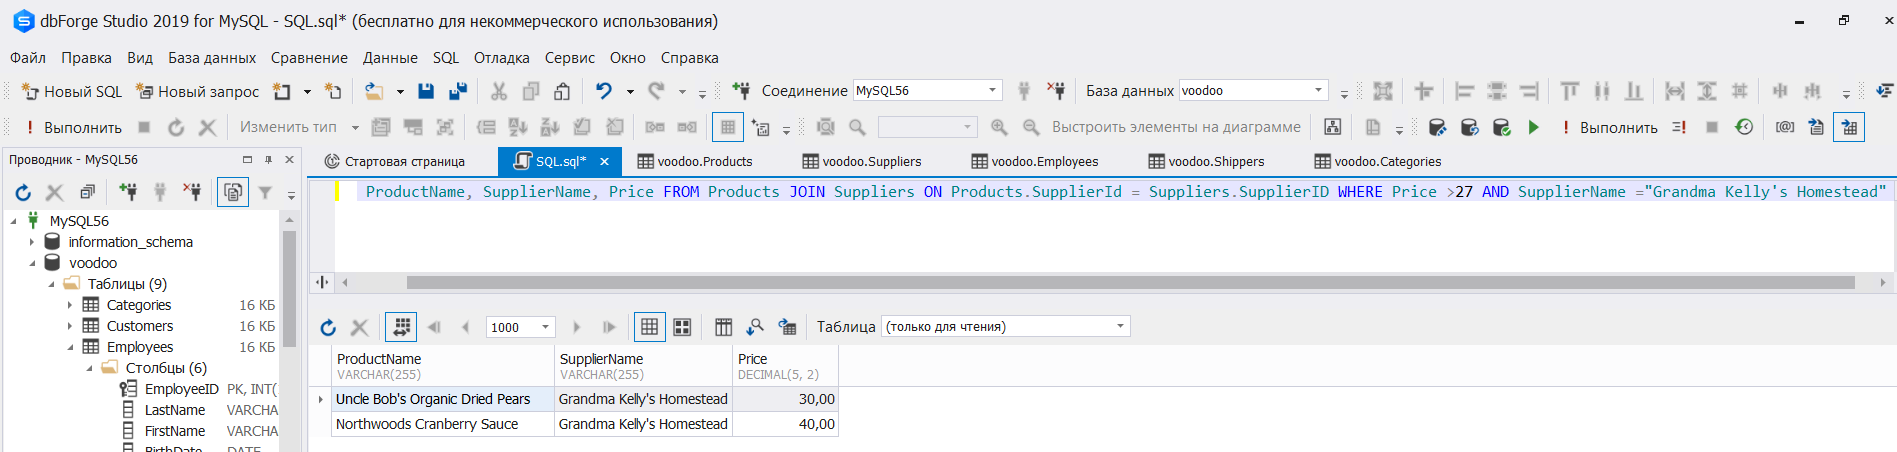 dbForge Studio 2019 for MySQL - SQL.sql* (бесплатно для некоммерческого использования)
Файл Правка Вид База данных Сравнение Данные SQL Отладка Сервис Окно Справка
Новый SQL Новый запрос Соединение MySQL56 База данных voodoo
Выполнить Изменить тип Выстроить элементы на диаграмме Выполнить
Проводник - MySQL56
Стартовая страница SQL.sql* voodoo.Products voodoo.Suppliers voodoo.Employees voodoo.Shippers voodoo.Categories
ProductName, SupplierName, Price FROM Products JOIN Suppliers ON Products.SupplierId = Suppliers.SupplierID WHERE Price >27 AND SupplierName ="Grandma Kelly's Homestead"
MySQL56
information_schema
voodoo
Таблицы (9)
Categories 16 КБ
Customers 16 КБ
Employees 16 КБ
Столбцы (6)
EmployeeID PK, INT(
LastName VARCHA
FirstName VARCHA
BirthDate DATE
1000 Таблица (только для чтения)
ProductName SupplierName Price
VARCHAR(255) VARCHAR(255) DECIMAL(5, 2)
Uncle Bob's Organic Dried Pears Grandma Kelly's Homestead 30,00
Northwoods Cranberry Sauce Grandma Kelly's Homestead 40,00